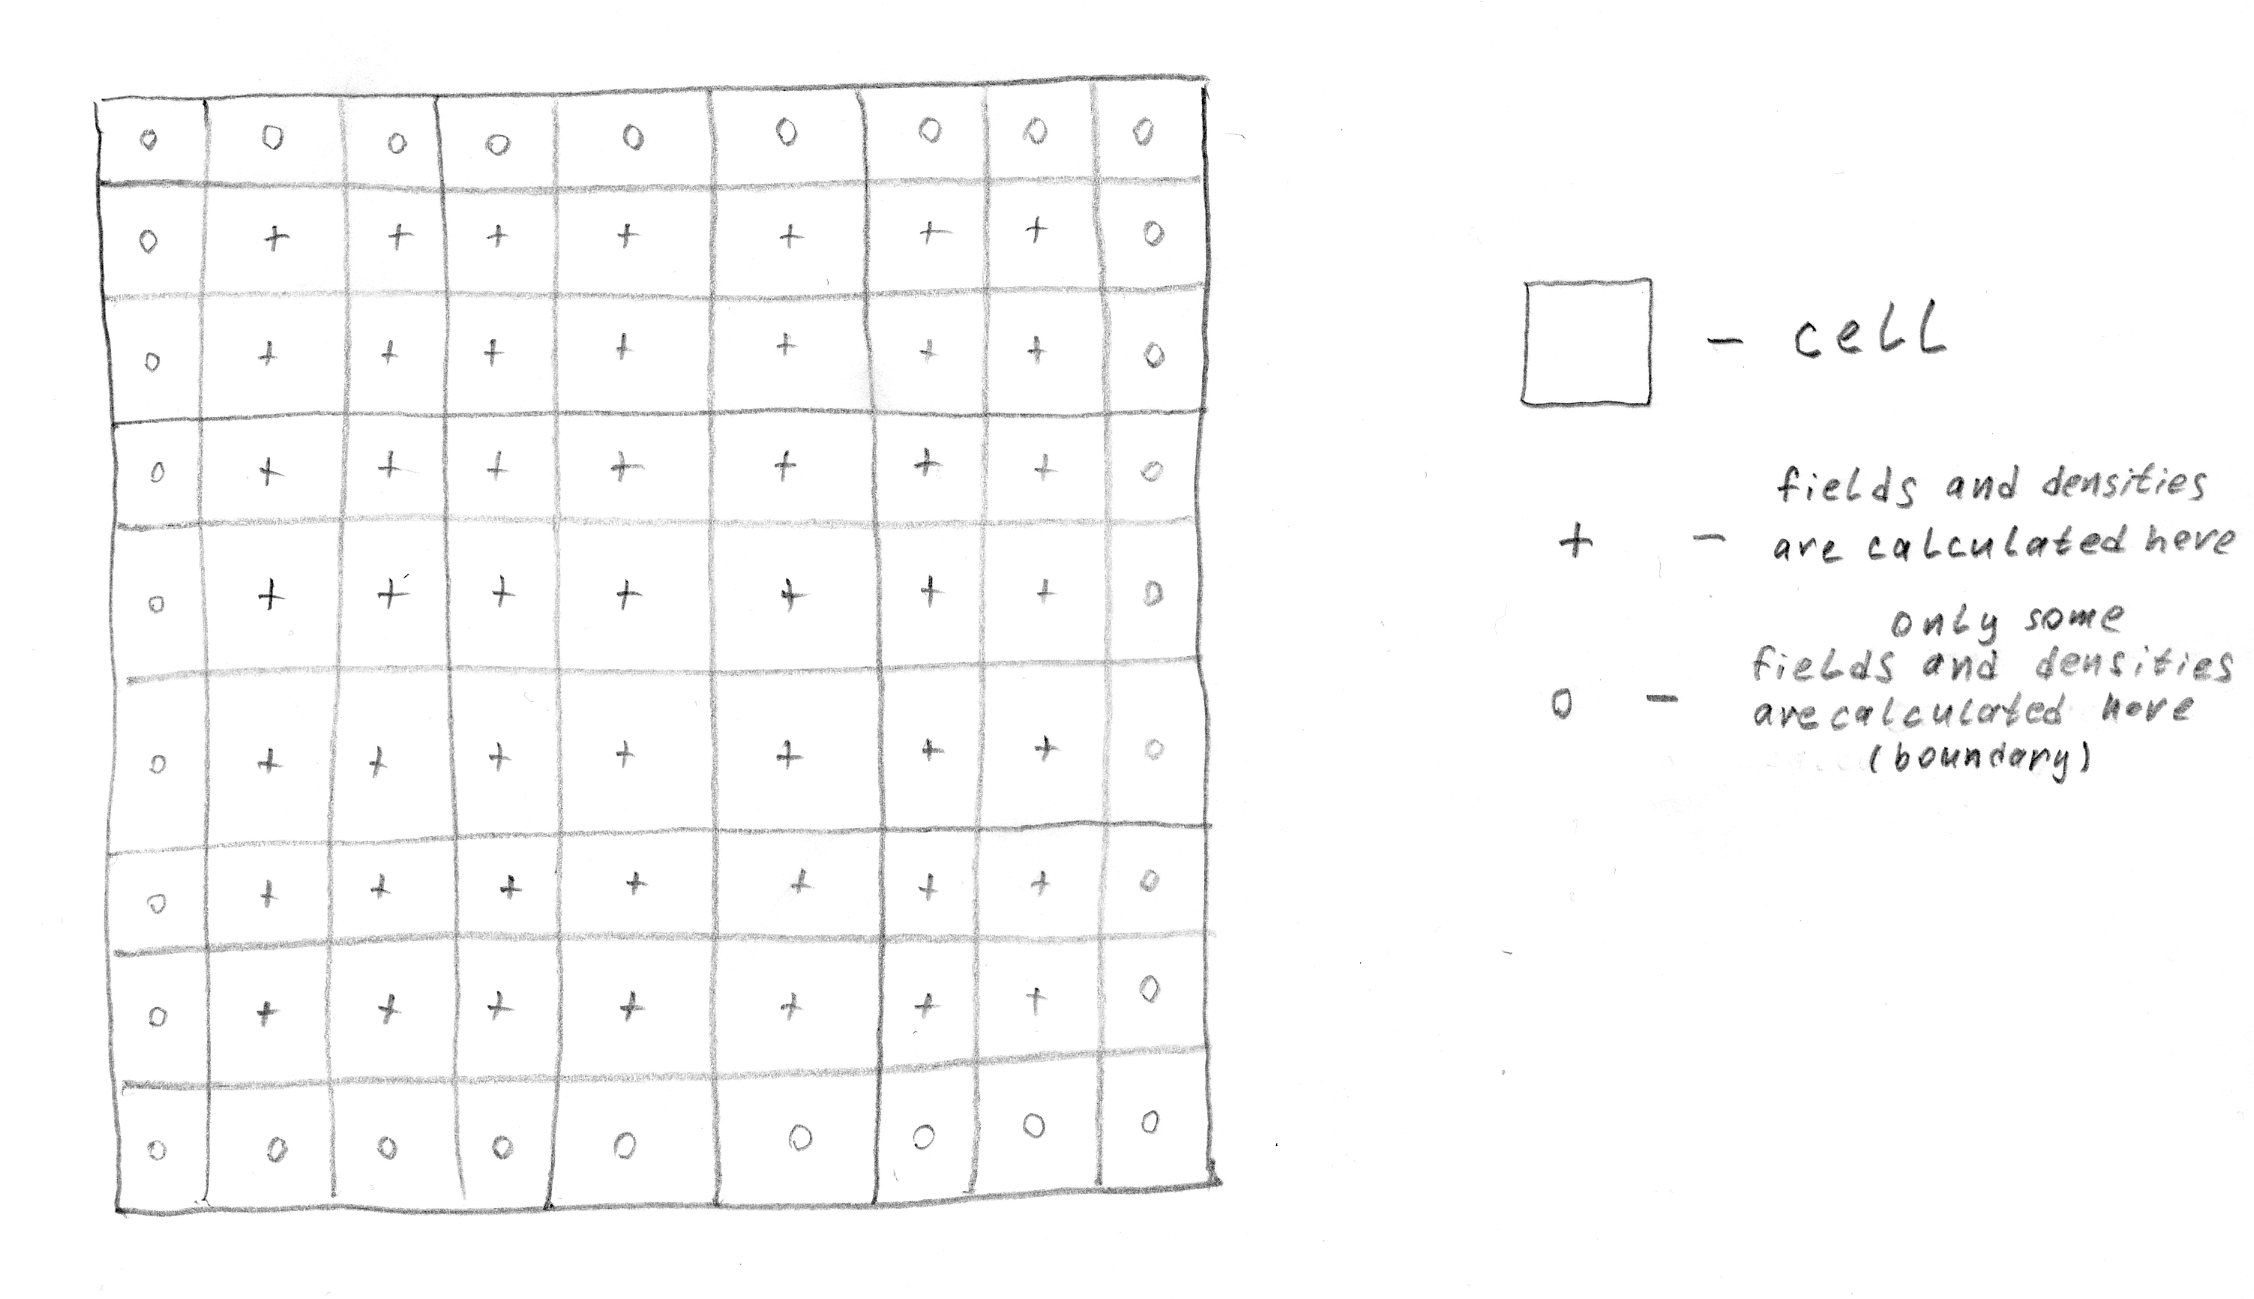 o o o o o o o o o
o + + + + + + + o
o + + + + + + + o
o + + + + + + + o
o + + + + + + + o
o + + + + + + + o
o + + + + + + + o
o + + + + + + + o
o o o o o o o o o
- cell
fields and densities
+ - are calculated here
only some
fields and densities
o - are calculated here
(boundary)